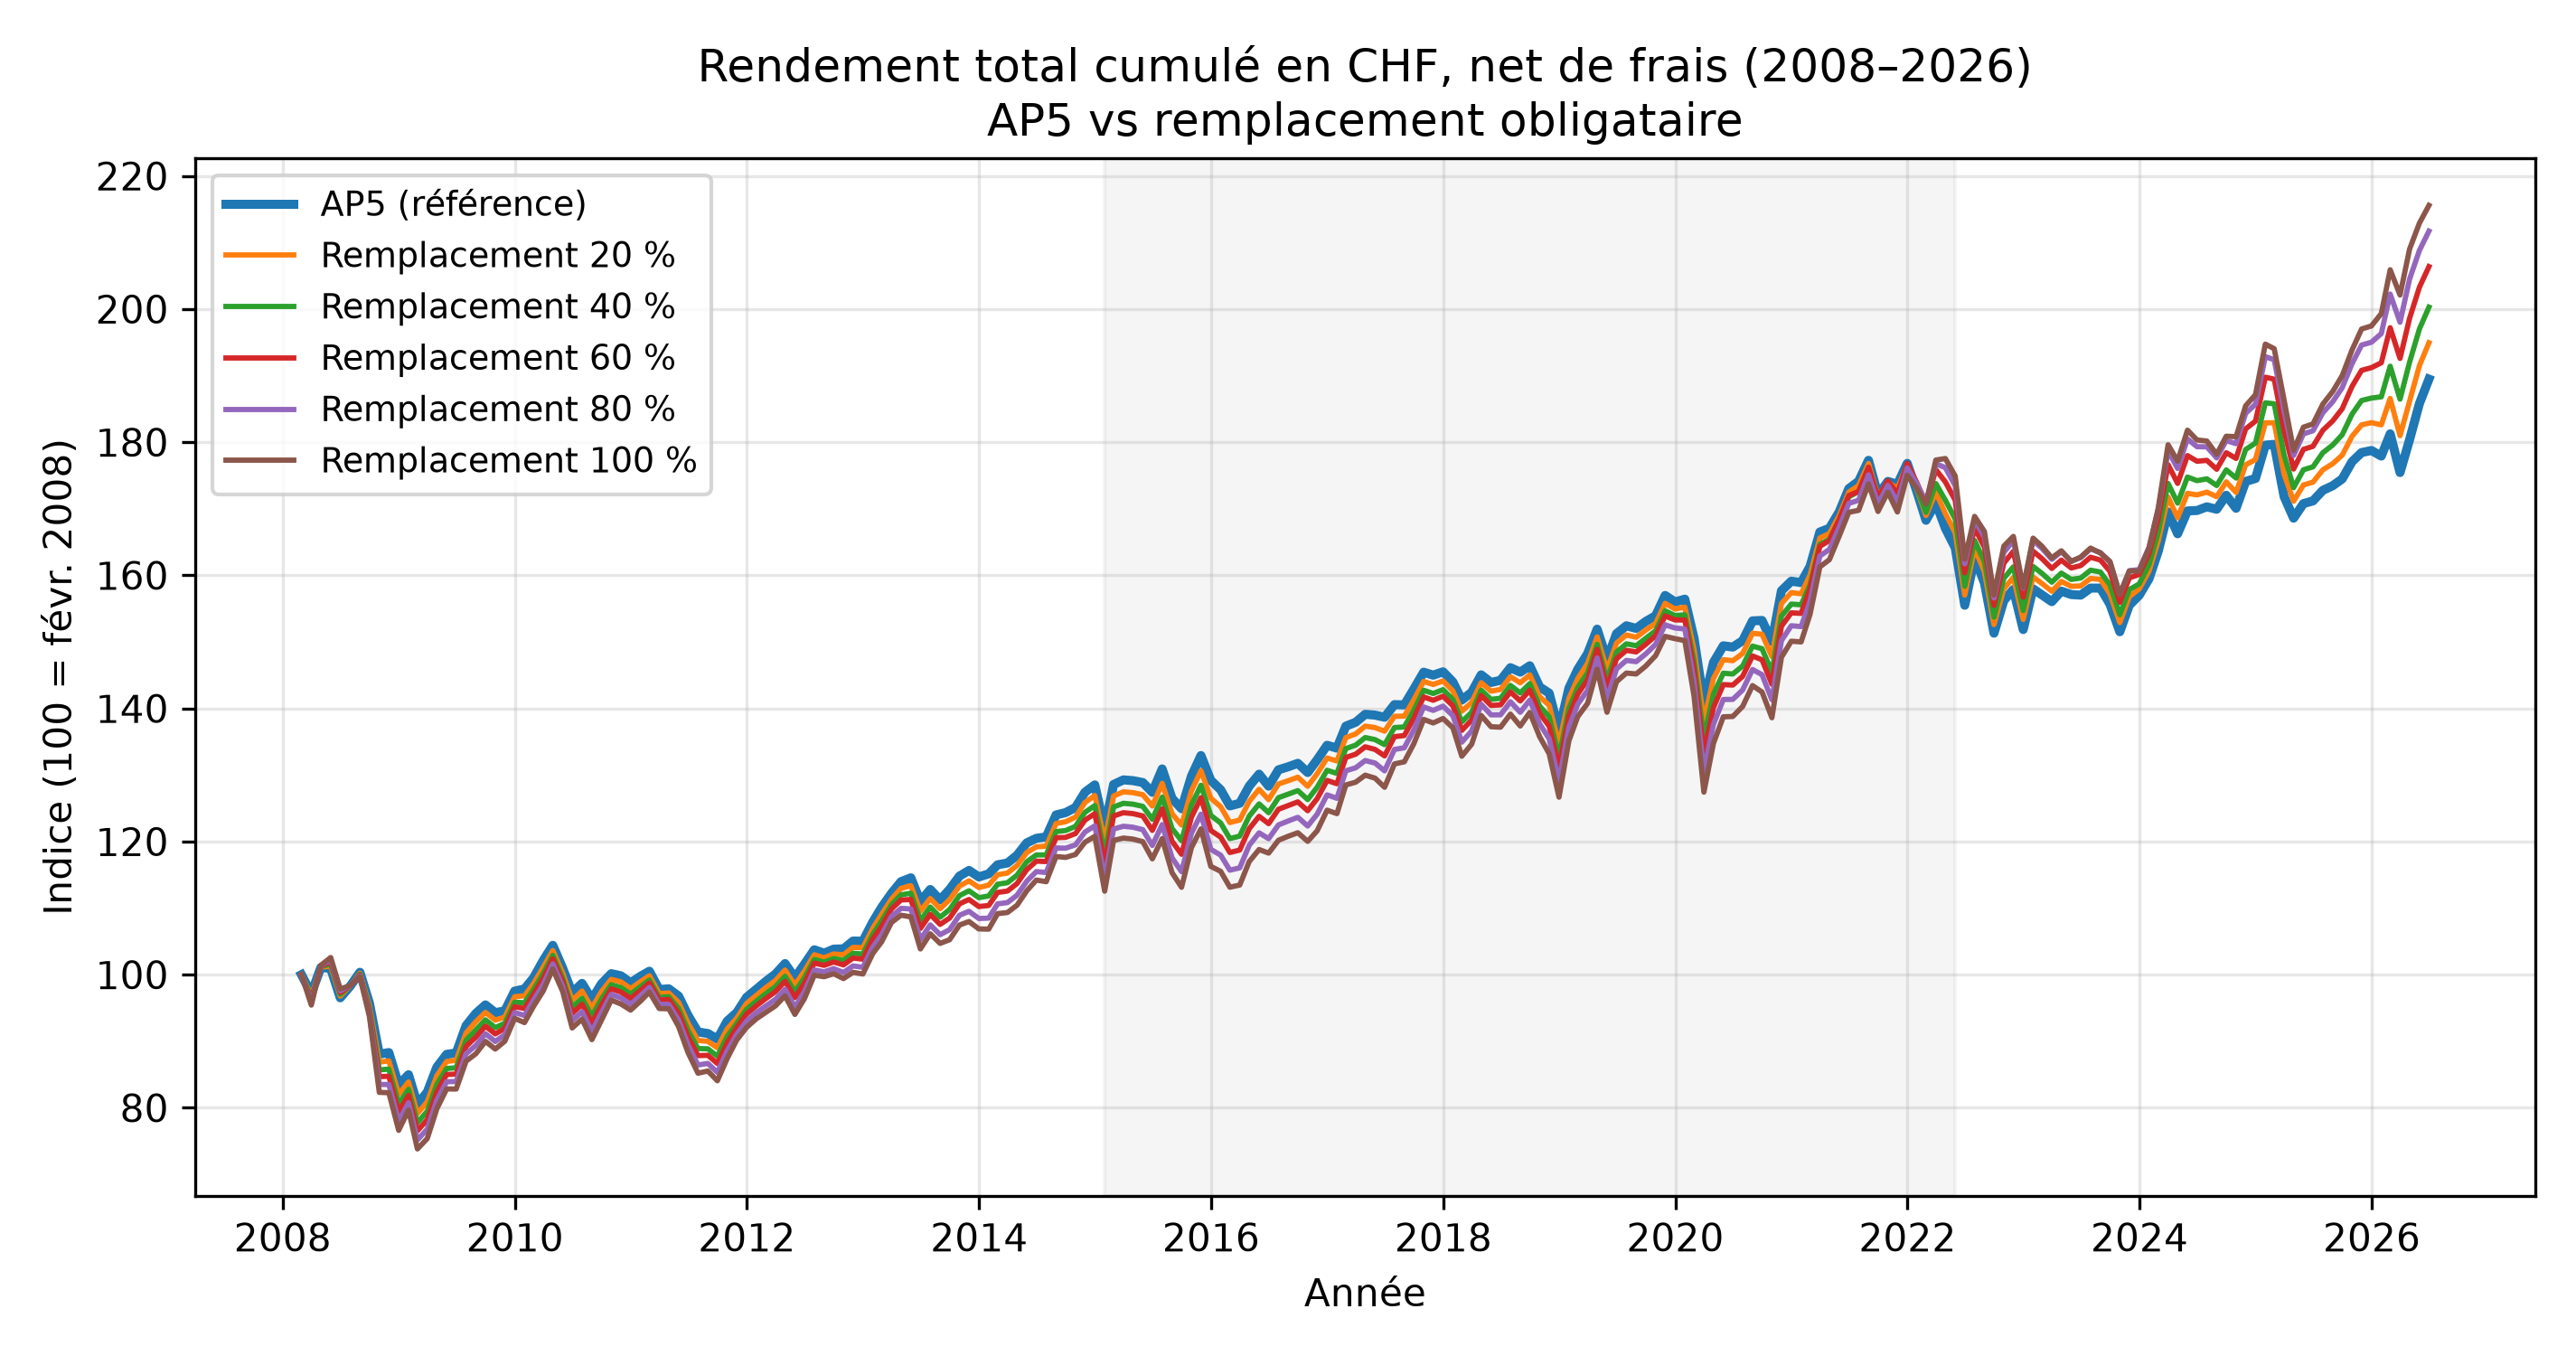 Rendement total cumulé en CHF, net de frais (2008–2026)
AP5 vs remplacement obligataire
Indice (100 = févr. 2008)
220
200
180
160
140
120
100
80
AP5 (référence)
Remplacement 20 %
Remplacement 40 %
Remplacement 60 %
Remplacement 80 %
Remplacement 100 %
2008 2010 2012 2014 2016 2018 2020 2022 2024 2026
Année